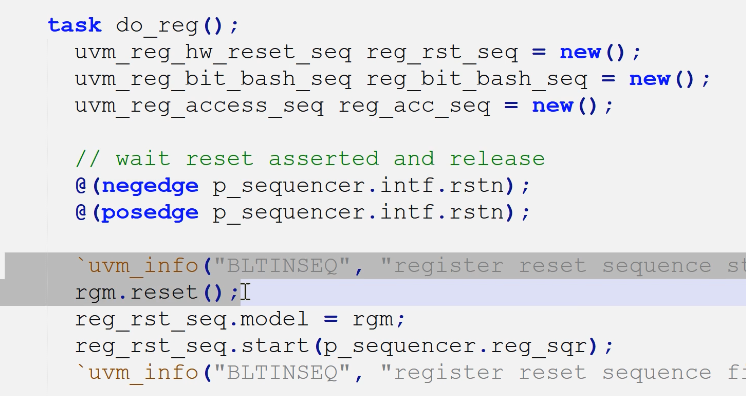 task do_reg();
uvm_reg_hw_reset_seq reg_rst_seq = new();
uvm_reg_bit_bash_seq reg_bit_bash_seq = new();
uvm_reg_access_seq reg_acc_seq = new();
// wait reset asserted and release
@(negedge p_sequencer.intf.rstn);
@(posedge p_sequencer.intf.rstn);
`uvm_info("BLTINSEQ", "register reset sequence st
rgm.reset();
reg_rst_seq.model = rgm;
reg_rst_seq.start(p_sequencer.reg_sqr);
`uvm_info("BLTINSEQ", "register reset sequence f